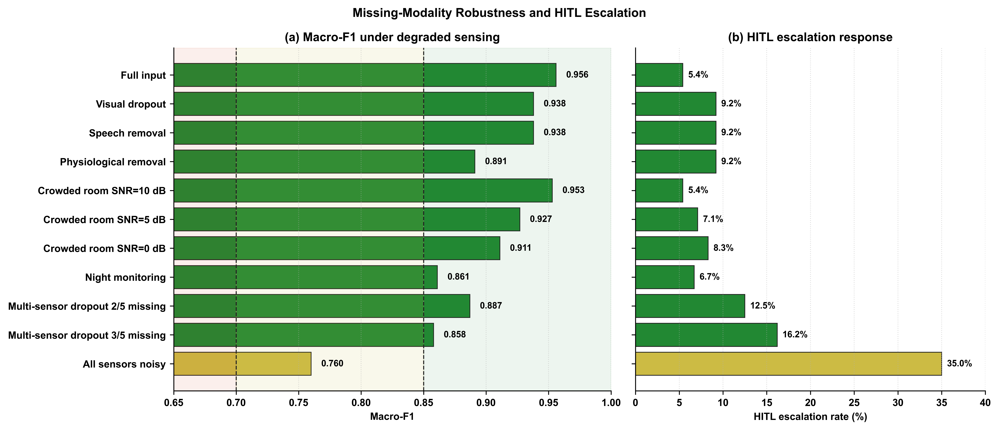 Missing-Modality Robustness and HITL Escalation
(a) Macro-F1 under degraded sensing
Full input
0.956
Visual dropout
0.938
Speech removal
0.938
Physiological removal
0.891
Crowded room SNR=10 dB
0.953
Crowded room SNR=5 dB
0.927
Crowded room SNR=0 dB
0.911
Night monitoring
0.861
Multi-sensor dropout 2/5 missing
0.887
Multi-sensor dropout 3/5 missing
0.858
All sensors noisy
0.760
0.65 0.70 0.75 0.80 0.85 0.90 0.95 1.00
Macro-F1
(b) HITL escalation response
5.4%
9.2%
9.2%
9.2%
5.4%
7.1%
8.3%
6.7%
12.5%
16.2%
35.0%
0 5 10 15 20 25 30 35 40
HITL escalation rate (%)